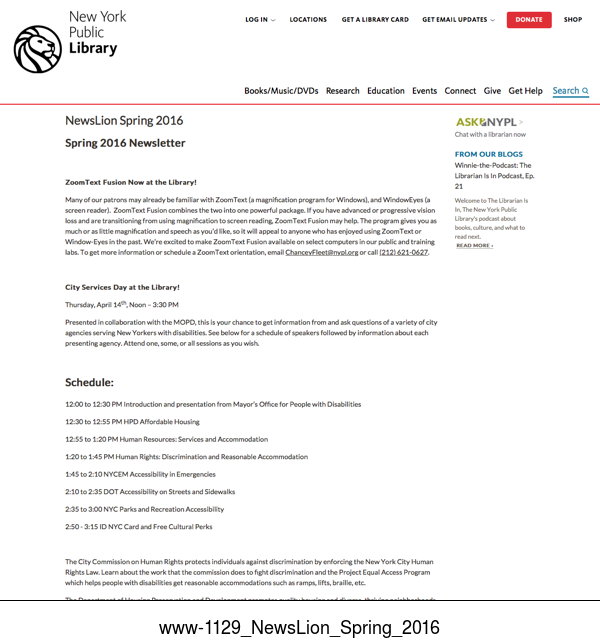 New York
Public
Library
LOG IN
LOCATIONS
GET A LIBRARY CARD
GET EMAIL UPDATES
DONATE
SHOP
Books/Music/DVDs Research Education Events Connect Give Get Help Search
NewsLion Spring 2016
Spring 2016 Newsletter
ZoomText Fusion Now at the Library!
Many of our patrons may already be familiar with ZoomText (a magnification program for Windows), and WindowEyes (a
screen reader). ZoomText Fusion combines the two into one powerful package. If you have advanced or progressive vision
loss and are transitioning from using magnification to screen reading, ZoomText Fusion may help. The program gives you as
much or as little magnification and speech as you'd like, so it will appeal to anyone who has enjoyed using ZoomText or
Window-Eyes in the past. We're excited to make ZoomText Fusion available on select computers in our public and training
labs. To get more information or schedule a ZoomText orientation, email ChanceyFleet@nypl.org or call (212) 621-0627.
City Services Day at the Library!
Thursday, April 14th, Noon – 3:30 PM
Presented in collaboration with the MOPD, this is your chance to get information from and ask questions of a variety of city
agencies serving New Yorkers with disabilities. See below for a schedule of speakers followed by information about each
presenting agency. Attend one, some, or all sessions as you wish.
Schedule:
12:00 to 12:30 PM Introduction and presentation from Mayor's Office for People with Disabilities
12:30 to 12:55 PM HPD Affordable Housing
12:55 to 1:20 PM Human Resources: Services and Accommodation
1:20 to 1:45 PM Human Rights: Discrimination and Reasonable Accommodation
1:45 to 2:10 NYCEM Accessibility in Emergencies
2:10 to 2:35 DOT Accessibility on Streets and Sidewalks
2:35 to 3:00 NYC Parks and Recreation Accessibility
2:50 - 3:15 ID NYC Card and Free Cultural Perks
The City Commission on Human Rights protects individuals against discrimination by enforcing the New York City Human
Rights Law. Learn about the work that the commission does to fight discrimination and the Project Equal Access Program
which helps people with disabilities get reasonable accommodations such as ramps, lifts, braille, etc.
ASK NYPL >
Chat with a librarian now
FROM OUR BLOGS
Winnie-the-Podcast: The
Librarian Is In Podcast, Ep.
21
Welcome to The Librarian Is
In, The New York Public
Library's podcast about
books, culture, and what to
read next.
READ MORE ›
www-1129_NewsLion_Spring_2016